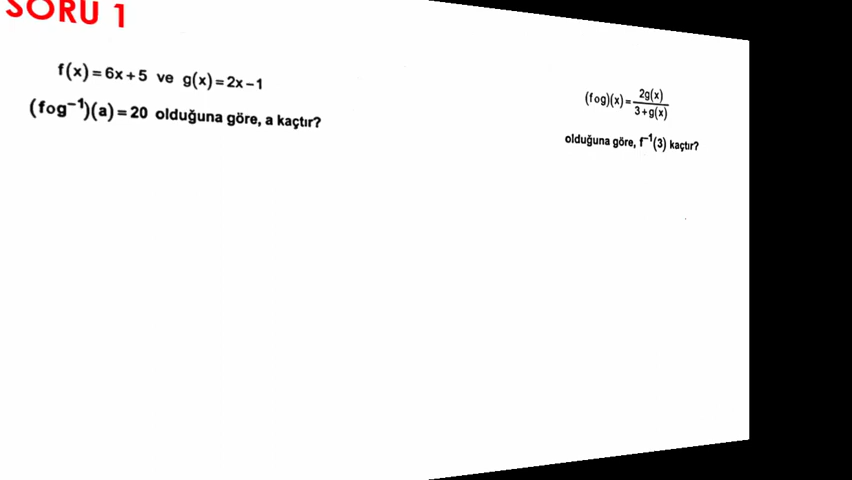 SORU 1
f(x) = 6x + 5 ve g(x) = 2x − 1
(fog⁻¹)(a) = 20 olduğuna göre, a kaçtır?
(fog)(x) = 2g(x) / 3 + g(x)
olduğuna göre, f⁻¹(3) kaçtır?